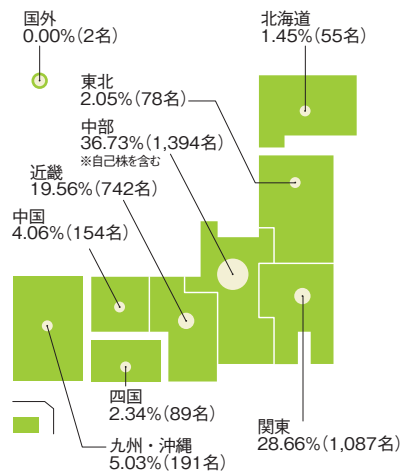 国外
0.00%(2名)
北海道
1.45%(55名)
東北
2.05%(78名)
中部
36.73%(1,394名)
※自己株を含む
近畿
19.56%(742名)
中国
4.06%(154名)
四国
2.34%(89名)
関東
28.66%(1,087名)
九州・沖縄
5.03%(191名)